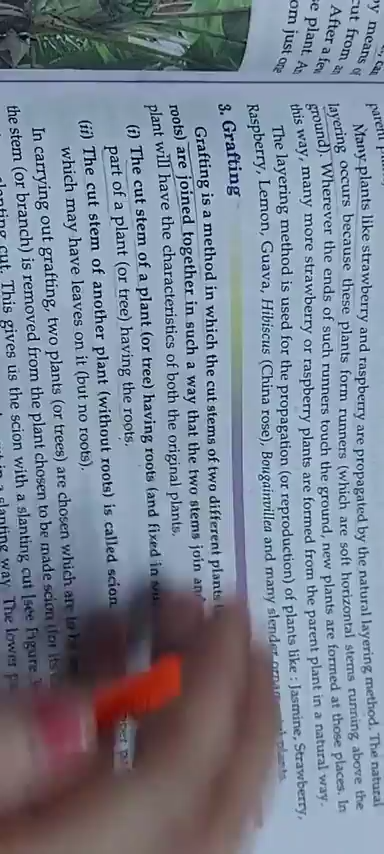 by means of
cut from
After a few
e plant. An
om just one
Many plants like strawberry and raspberry are propagated by the natural layering method. The natural
layering occurs because these plants form runners (which are soft horizontal stems running above the
ground). Wherever the ends of such runners touch the ground, new plants are formed at those places. In
this way, many more strawberry or raspberry plants are formed from the parent plant in a natural way.
The layering method is used for the propagation (or reproduction) of plants like : Jasmine, Strawberry,
Raspberry, Lemon, Guava, Hibiscus (China rose), Bougainvillea and many slender plants.
3. Grafting
Grafting is a method in which the cut stems of two different plants
roots) are joined together in such a way that the two stems join and
plant will have the characteristics of both the original plants.
(i) The cut stem of a plant (or tree) having roots (and fixed in
part of a plant (or tree) having the roots.
(ii) The cut stem of another plant (without roots) is called scion.
which may have leaves on it (but no roots).
In carrying out grafting, two plants (or trees) are chosen which are to be
the stem (or branch) is removed from the plant chosen to be made scion (for its
slanting cut. This gives us the scion with a slanting cut [see Figure
in a slanting way. The lower